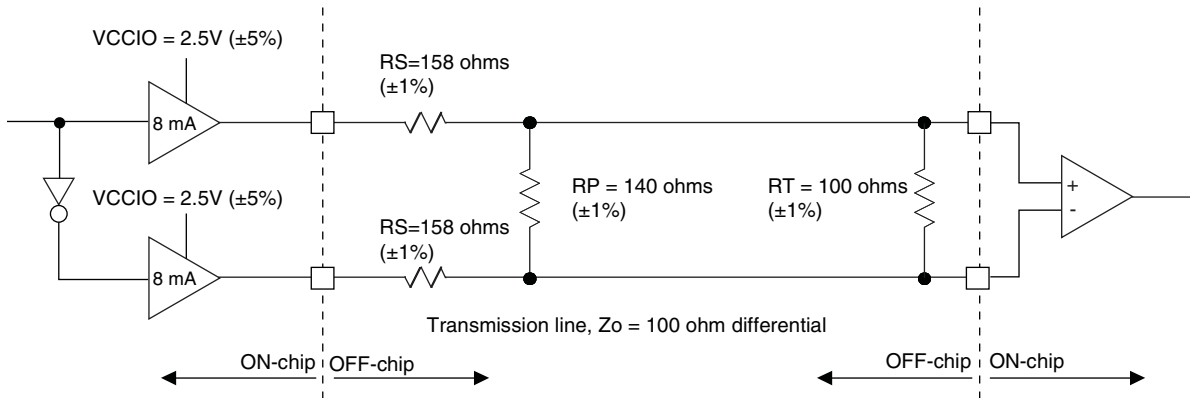 VCCIO = 2.5V (±5%)
8 mA
RS=158 ohms
(±1%)
VCCIO = 2.5V (±5%)
8 mA
RS=158 ohms
(±1%)
RP = 140 ohms
(±1%)
RT = 100 ohms
(±1%)
+
-
Transmission line, Zo = 100 ohm differential
ON-chip
OFF-chip
OFF-chip
ON-chip